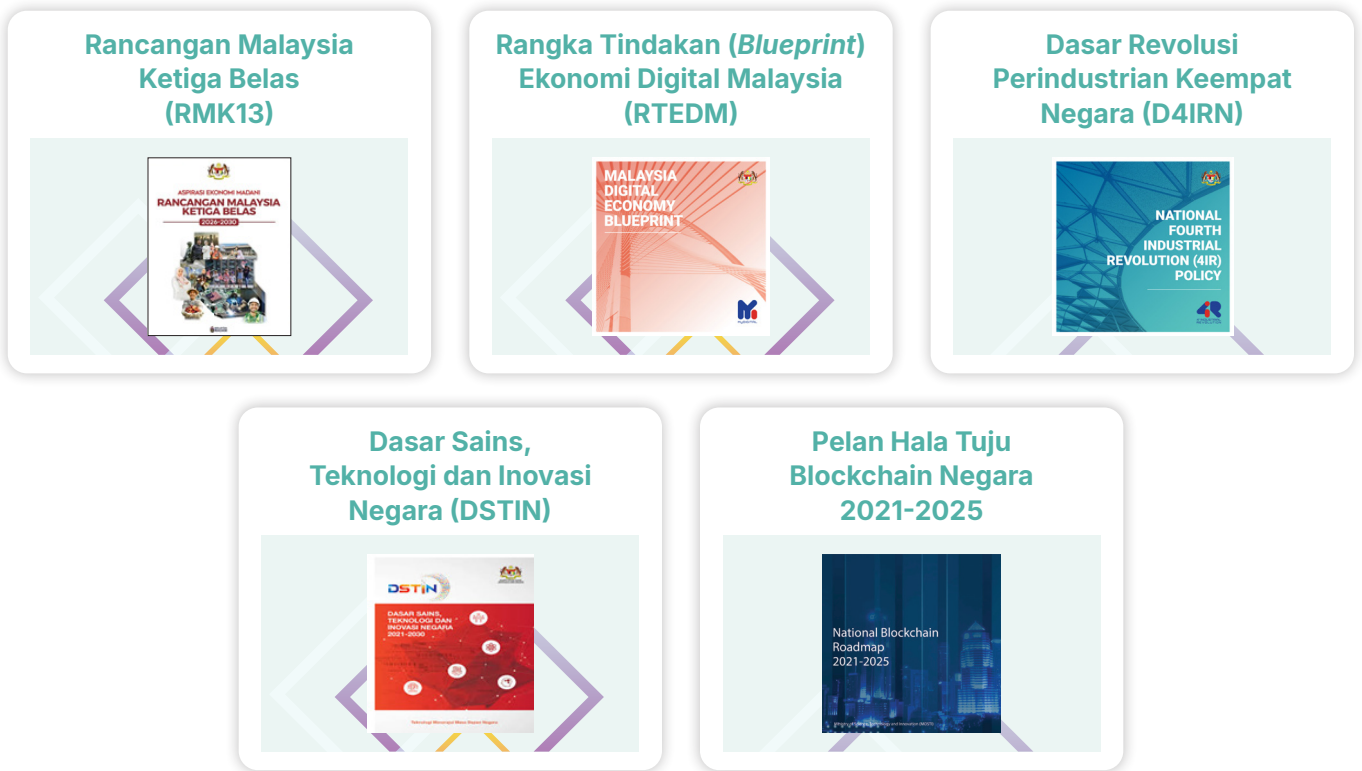 Rancangan Malaysia
Ketiga Belas
(RMK13)
ASPIRASI EKONOMI MADANI
RANCANGAN MALAYSIA
KETIGA BELAS
2026-2030
Rangka Tindakan (Blueprint)
Ekonomi Digital Malaysia
(RTEDM)
MALAYSIA
DIGITAL
ECONOMY
BLUEPRINT
Dasar Revolusi
Perindustrian Keempat
Negara (D4IRN)
NATIONAL
FOURTH
INDUSTRIAL
REVOLUTION (4IR)
POLICY
4IR
Dasar Sains,
Teknologi dan Inovasi
Negara (DSTIN)
DSTIN
DASAR SAINS,
TEKNOLOGI DAN
INOVASI NEGARA
2021-2030
Pelan Hala Tuju
Blockchain Negara
2021-2025
National Blockchain
Roadmap
2021-2025